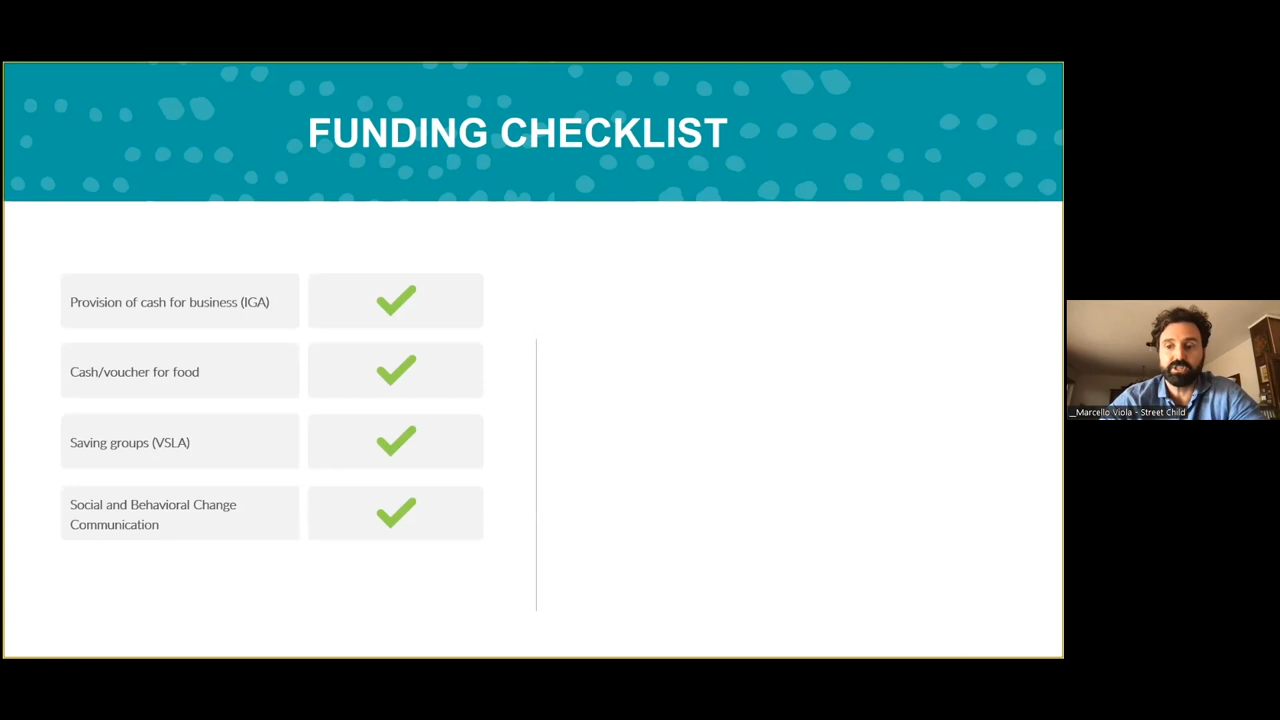 FUNDING CHECKLIST
Provision of cash for business (IGA)
Cash/voucher for food
Saving groups (VSLA)
Social and Behavioral Change
Communication
__Marcello Viola - Street Child